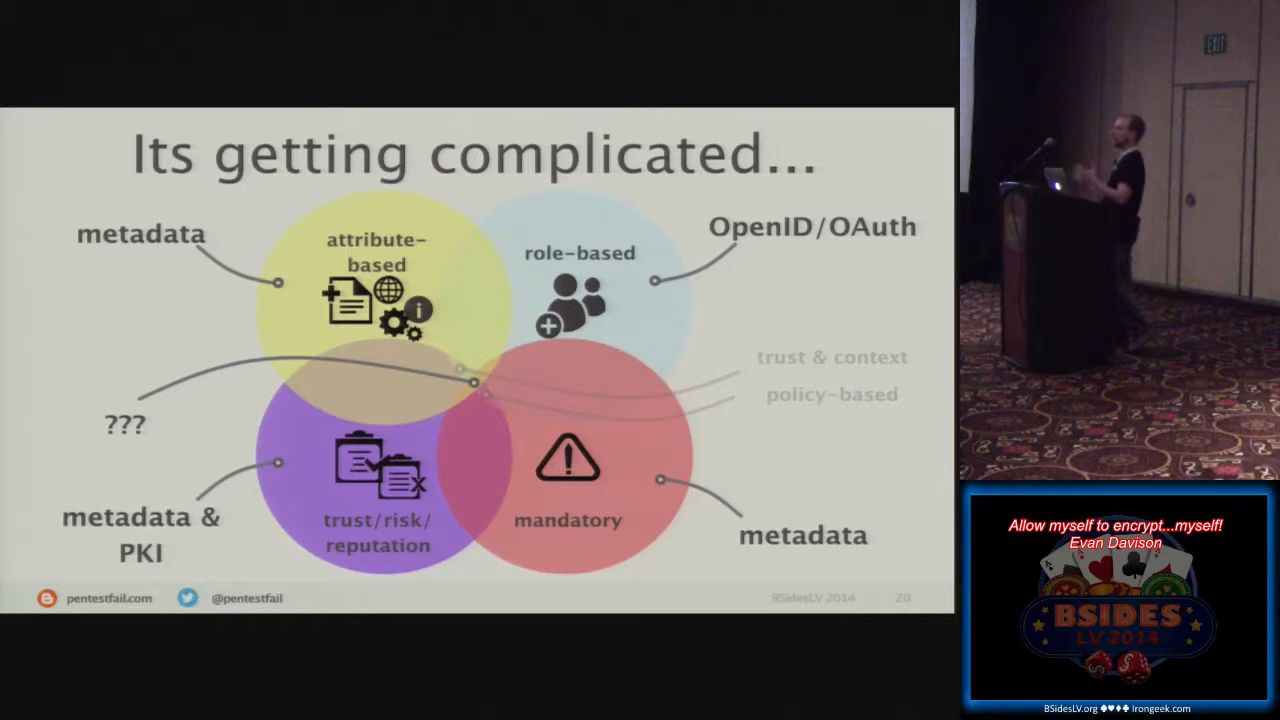 Its getting complicated...
metadata
attribute-
based
role-based
OpenID/OAuth
trust & context
policy-based
???
metadata &
PKI
trust/risk/
reputation
mandatory
metadata
pentestfail.com
@pentestfail
BSidesLV 2014
20
EXIT
Allow myself to encrypt...myself!
Evan Davison
BSIDES
LV 2014
BSidesLV.org ♠♥♦♣ Irongeek.com